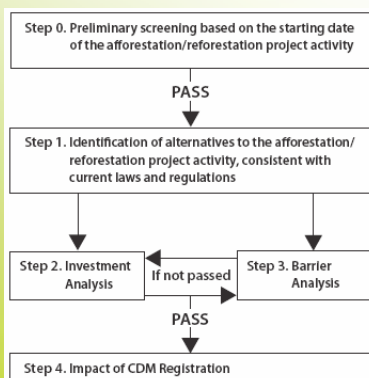 Step 0. Preliminary screening based on the starting date
of the afforestation/reforestation project activity
PASS
Step 1. Identification of alternatives to the afforestation/
reforestation project activity, consistent with
current laws and regulations
Step 2. Investment
Analysis
If not passed
Step 3. Barrier
Analysis
PASS
Step 4. Impact of CDM Registration